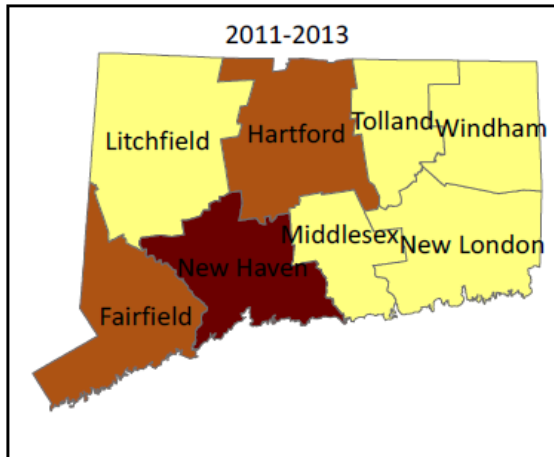 2011-2013
Litchfield
Hartford
Tolland
Windham
Middlesex
New London
New Haven
Fairfield